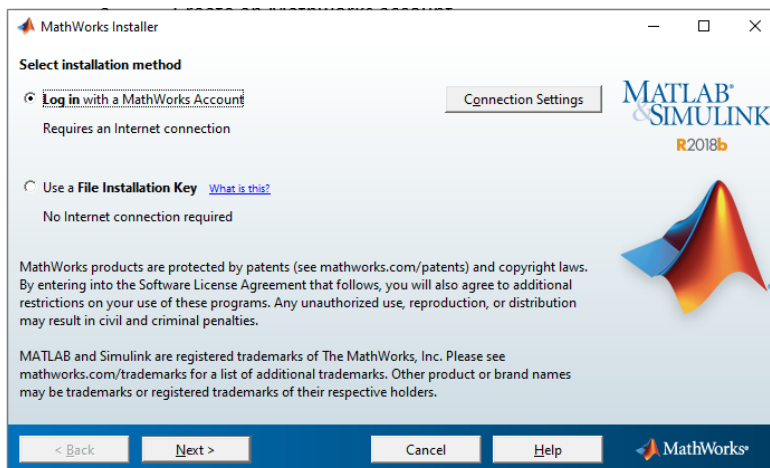 Create an Mathworks account
MathWorks Installer
Select installation method
Log in with a MathWorks Account
Connection Settings
Requires an Internet connection
Use a File Installation Key What is this?
No Internet connection required
MATLAB®
&SIMULINK®
R2018b
MathWorks products are protected by patents (see mathworks.com/patents) and copyright laws.
By entering into the Software License Agreement that follows, you will also agree to additional
restrictions on your use of these programs. Any unauthorized use, reproduction, or distribution
may result in civil and criminal penalties.
MATLAB and Simulink are registered trademarks of The MathWorks, Inc. Please see
mathworks.com/trademarks for a list of additional trademarks. Other product or brand names
may be trademarks or registered trademarks of their respective holders.
< Back
Next >
Cancel
Help
MathWorks®